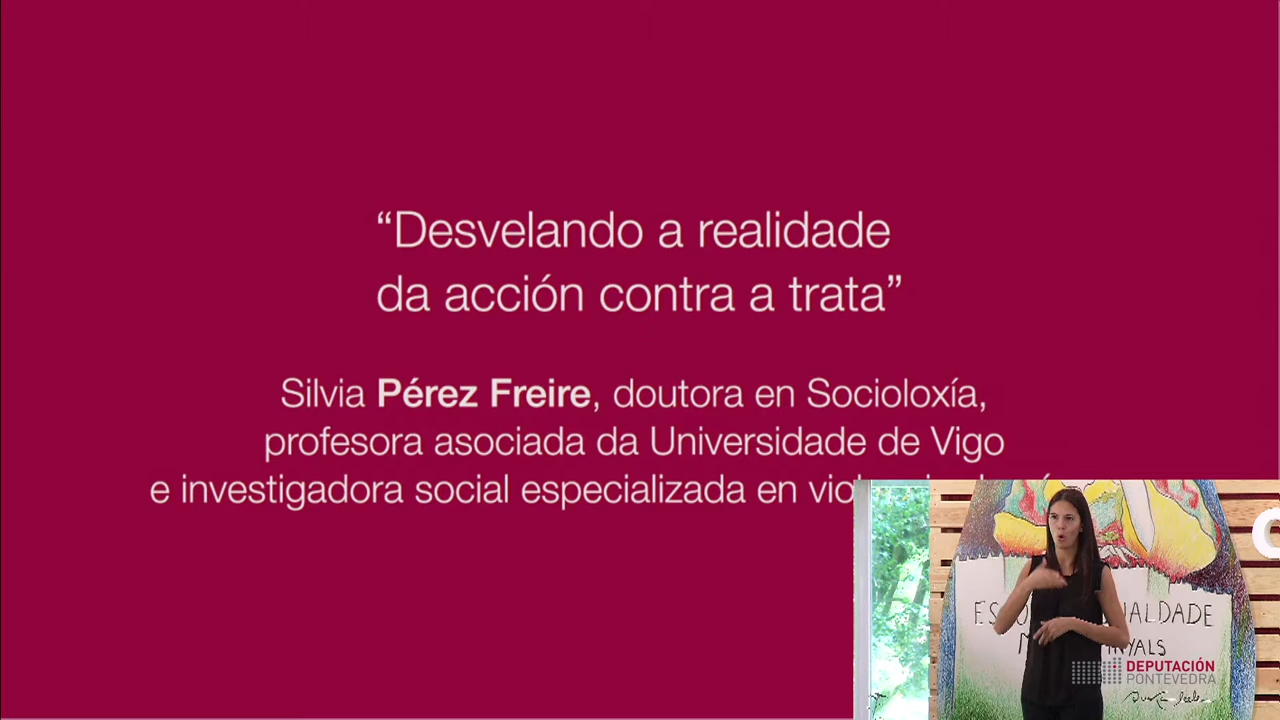 “Desvelando a realidade
da acción contra a trata”
Silvia Pérez Freire, doutora en Socioloxía,
profesora asociada da Universidade de Vigo
e investigadora social especializada en
DEPUTACIÓN
PONTEVEDRA